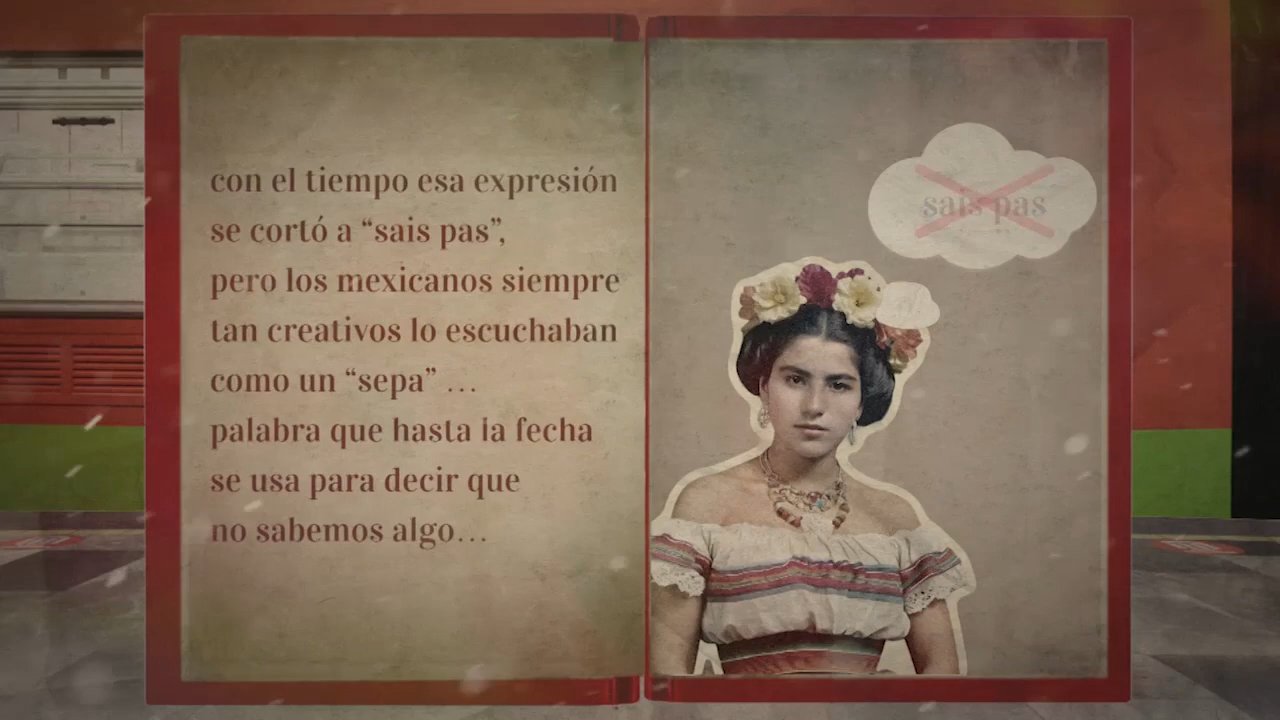 con el tiempo esa expresión
se cortó a “sais pas”,
pero los mexicanos siempre
tan creativos lo escuchaban
como un “sepa” …
palabra que hasta la fecha
se usa para decir que
no sabemos algo…
sais pas